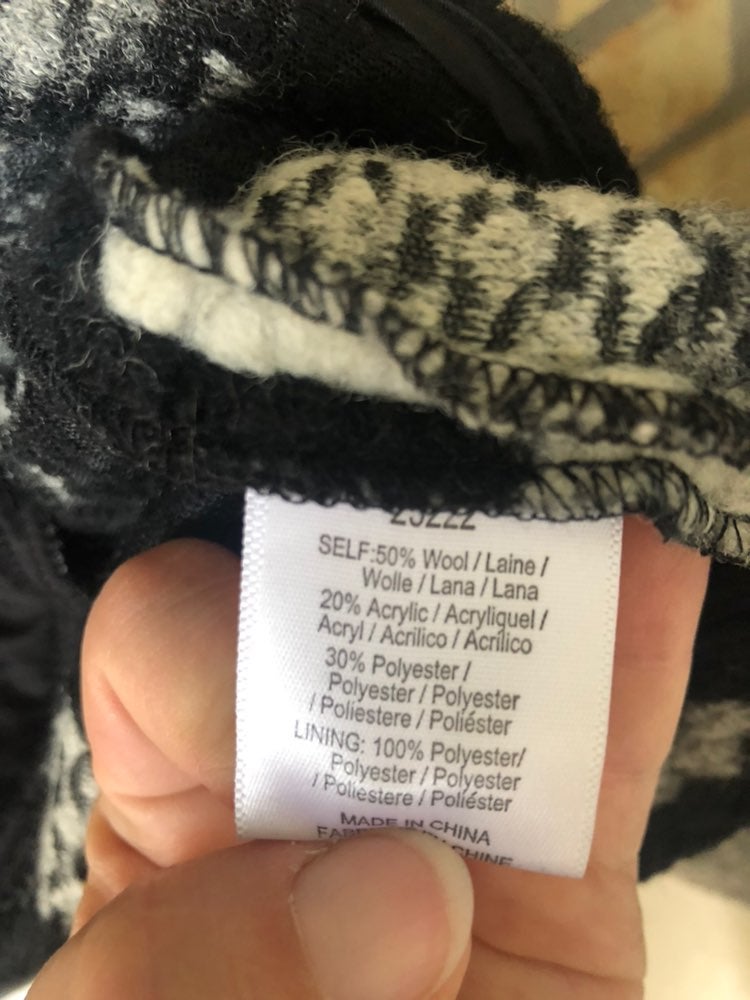 SELF:50% Wool / Laine /
Wolle / Lana / Lana
20% Acrylic / Acryliquel /
Acryl / Acrilico / Acrílico
30% Polyester /
Polyester / Polyester
/ Poliestere / Poliéster
LINING: 100% Polyester/
Polyester / Polyester
/ Poliestere / Poliéster
MADE IN CHINA